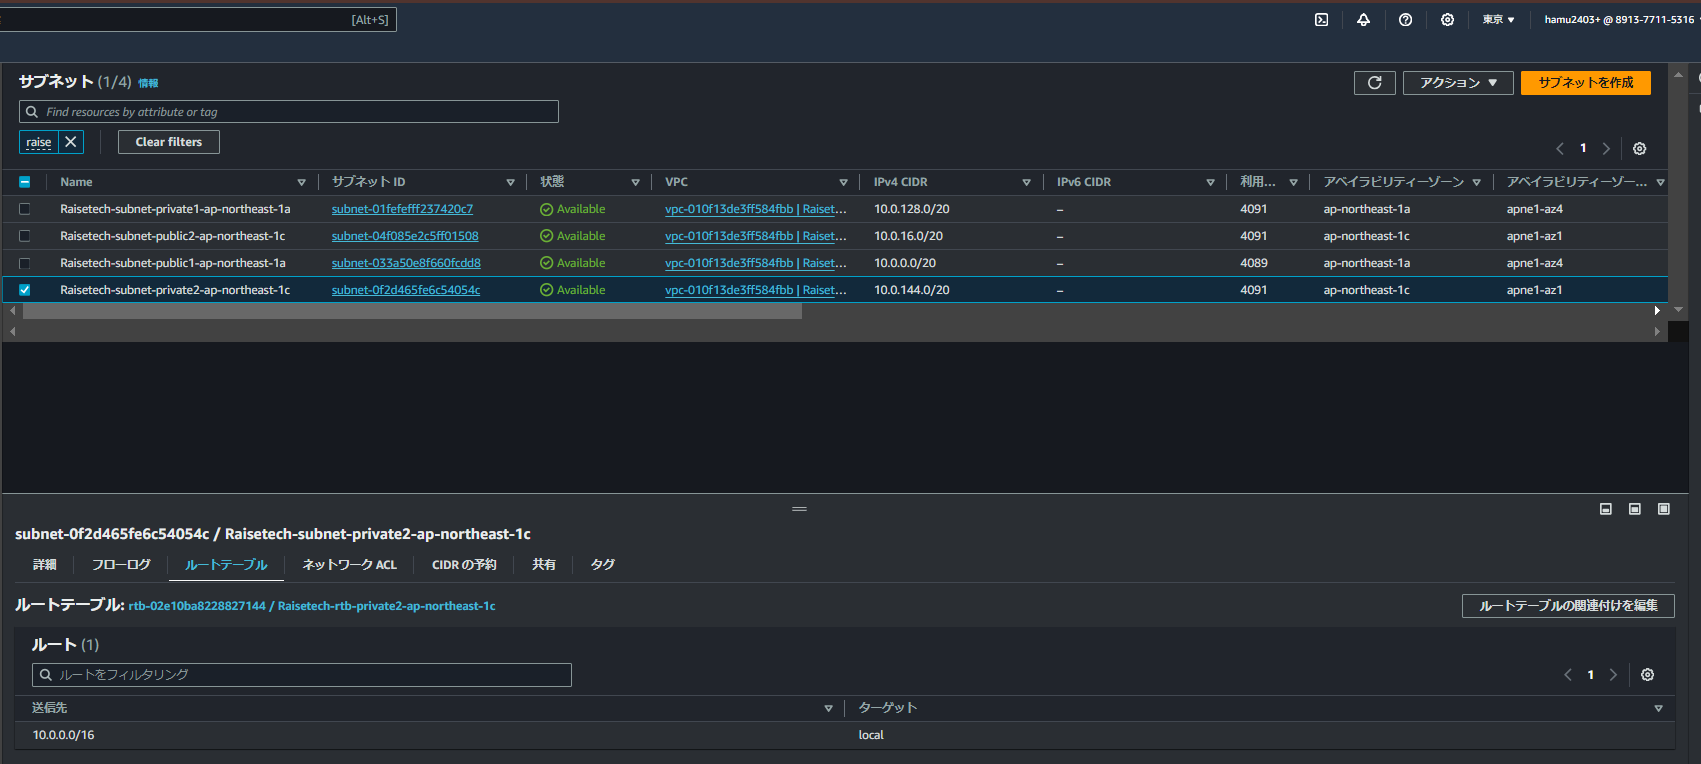 [Alt+S]
東京 ▼
hamu2403+ @ 8913-7711-5316
サブネット (1/4) 情報
アクション ▼
サブネットを作成
Find resources by attribute or tag
raise
Clear filters
1
Name サブネット ID 状態 VPC IPv4 CIDR IPv6 CIDR 利用... アベイラビリティーゾーン アベイラビリティーゾー...
Raisetech-subnet-private1-ap-northeast-1a subnet-01fefefff237420c7 Available vpc-010f13de3ff584fbb | Raiset... 10.0.128.0/20 – 4091 ap-northeast-1a apne1-az4
Raisetech-subnet-public2-ap-northeast-1c subnet-04f085e2c5ff01508 Available vpc-010f13de3ff584fbb | Raiset... 10.0.16.0/20 – 4091 ap-northeast-1c apne1-az1
Raisetech-subnet-public1-ap-northeast-1a subnet-033a50e8f660fcdd8 Available vpc-010f13de3ff584fbb | Raiset... 10.0.0.0/20 – 4089 ap-northeast-1a apne1-az4
Raisetech-subnet-private2-ap-northeast-1c subnet-0f2d465fe6c54054c Available vpc-010f13de3ff584fbb | Raiset... 10.0.144.0/20 – 4091 ap-northeast-1c apne1-az1
subnet-0f2d465fe6c54054c / Raisetech-subnet-private2-ap-northeast-1c
詳細 フローログ ルートテーブル ネットワーク ACL CIDR の予約 共有 タグ
ルートテーブル: rtb-02e10ba8228827144 / Raisetech-rtb-private2-ap-northeast-1c
ルートテーブルの関連付けを編集
ルート (1)
ルートをフィルタリング
1
送信先 ターゲット
10.0.0.0/16 local